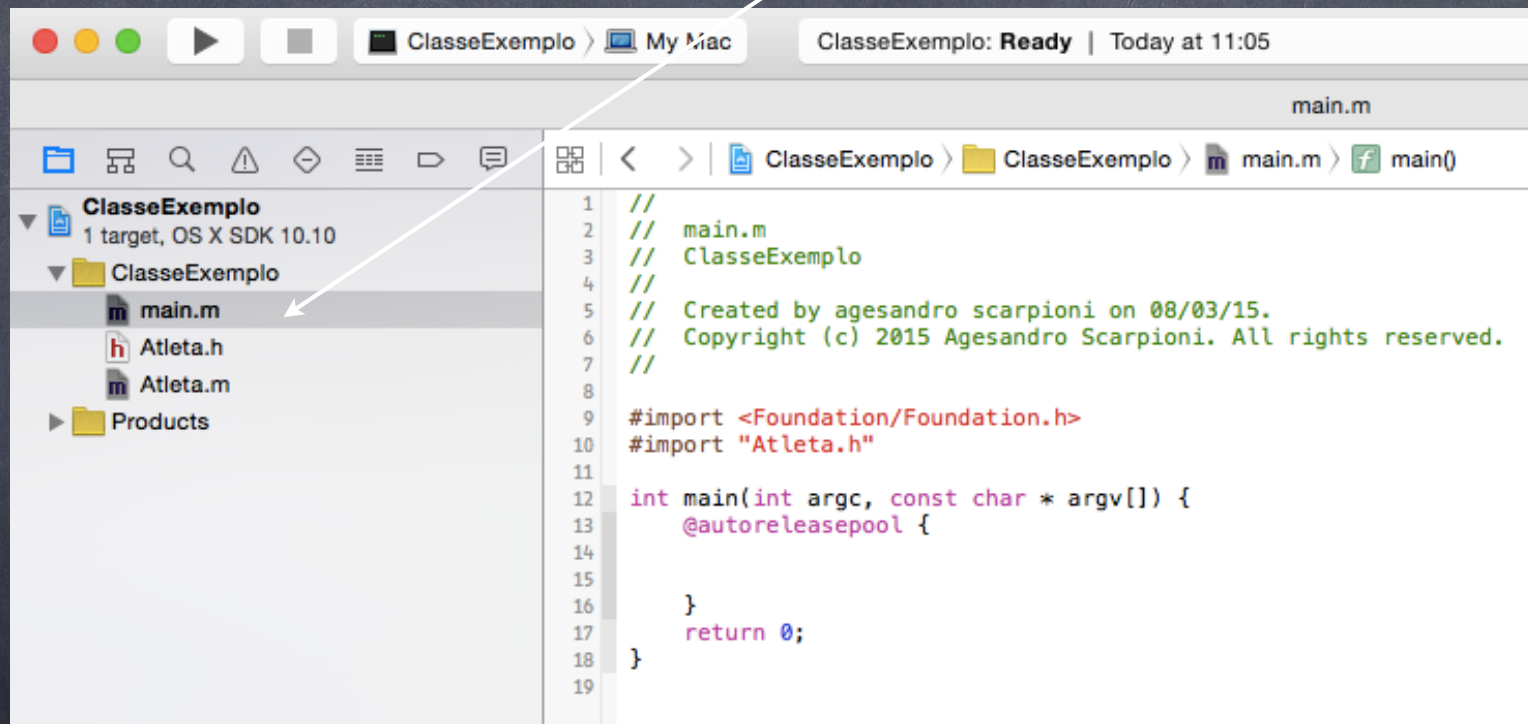 ClasseExemplo My Mac ClasseExemplo: Ready | Today at 11:05
main.m
ClasseExemplo ClasseExemplo main.m main()
ClasseExemplo
1 target, OS X SDK 10.10
ClasseExemplo
main.m
Atleta.h
Atleta.m
Products
1 //
2 // main.m
3 // ClasseExemplo
4 //
5 // Created by agesandro scarpioni on 08/03/15.
6 // Copyright (c) 2015 Agesandro Scarpioni. All rights reserved.
7 //
8
9 #import <Foundation/Foundation.h>
10 #import "Atleta.h"
11
12 int main(int argc, const char * argv[]) {
13 @autoreleasepool {
14
15
16 }
17 return 0;
18 }
19